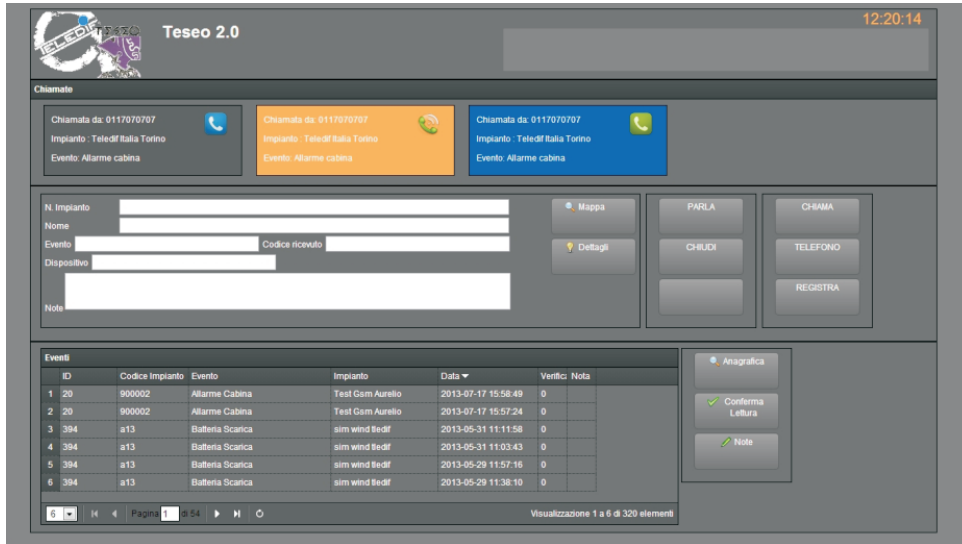 TELEDIF TESEO
Teseo 2.0
12:20:14
Chiamate
Chiamata da: 0117070707
Impianto : Teledif Italia Torino
Evento: Allarme cabina
Chiamata da: 0117070707
Impianto : Teledif Italia Torino
Evento: Allarme cabina
Chiamata da: 0117070707
Impianto : Teledif Italia Torino
Evento: Allarme cabina
N. Impianto
Nome
Evento Codice ricevuto
Dispositivo
Note
Mappa
Dettagli
PARLA
CHIUDI
CHIAMA
TELEFONO
REGISTRA
Eventi
ID Codice Impianto Evento Impianto Data Verifica Nota
1 20 900002 Allarme Cabina Test Gsm Aurelio 2013-07-17 15:58:49 0
2 20 900002 Allarme Cabina Test Gsm Aurelio 2013-07-17 15:57:24 0
3 394 a13 Batteria Scarica sim wind tledif 2013-05-31 11:11:58 0
4 394 a13 Batteria Scarica sim wind tledif 2013-05-31 11:03:43 0
5 394 a13 Batteria Scarica sim wind tledif 2013-05-29 11:57:16 0
6 394 a13 Batteria Scarica sim wind tledif 2013-05-29 11:38:10 0
6 Pagina 1 di 54 Visualizzazione 1 a 6 di 320 elementi
Anagrafica
Conferma
Lettura
Note